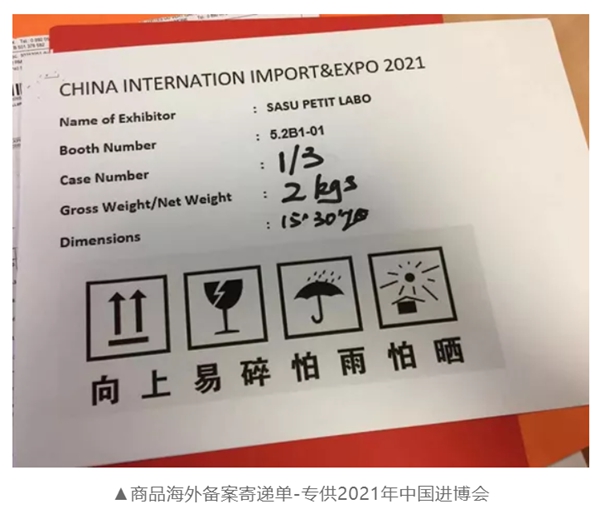 CHINA INTERNATION IMPORT&EXPO 2021
Name of Exhibitor : SASU PETIT LABO
Booth Number : 5.2B1-01
Case Number : 1/3
Gross Weight/Net Weight : 2 kgs
Dimensions :
向上 易碎 怕雨 怕晒
▲商品海外备案寄递单-专供2021年中国进博会